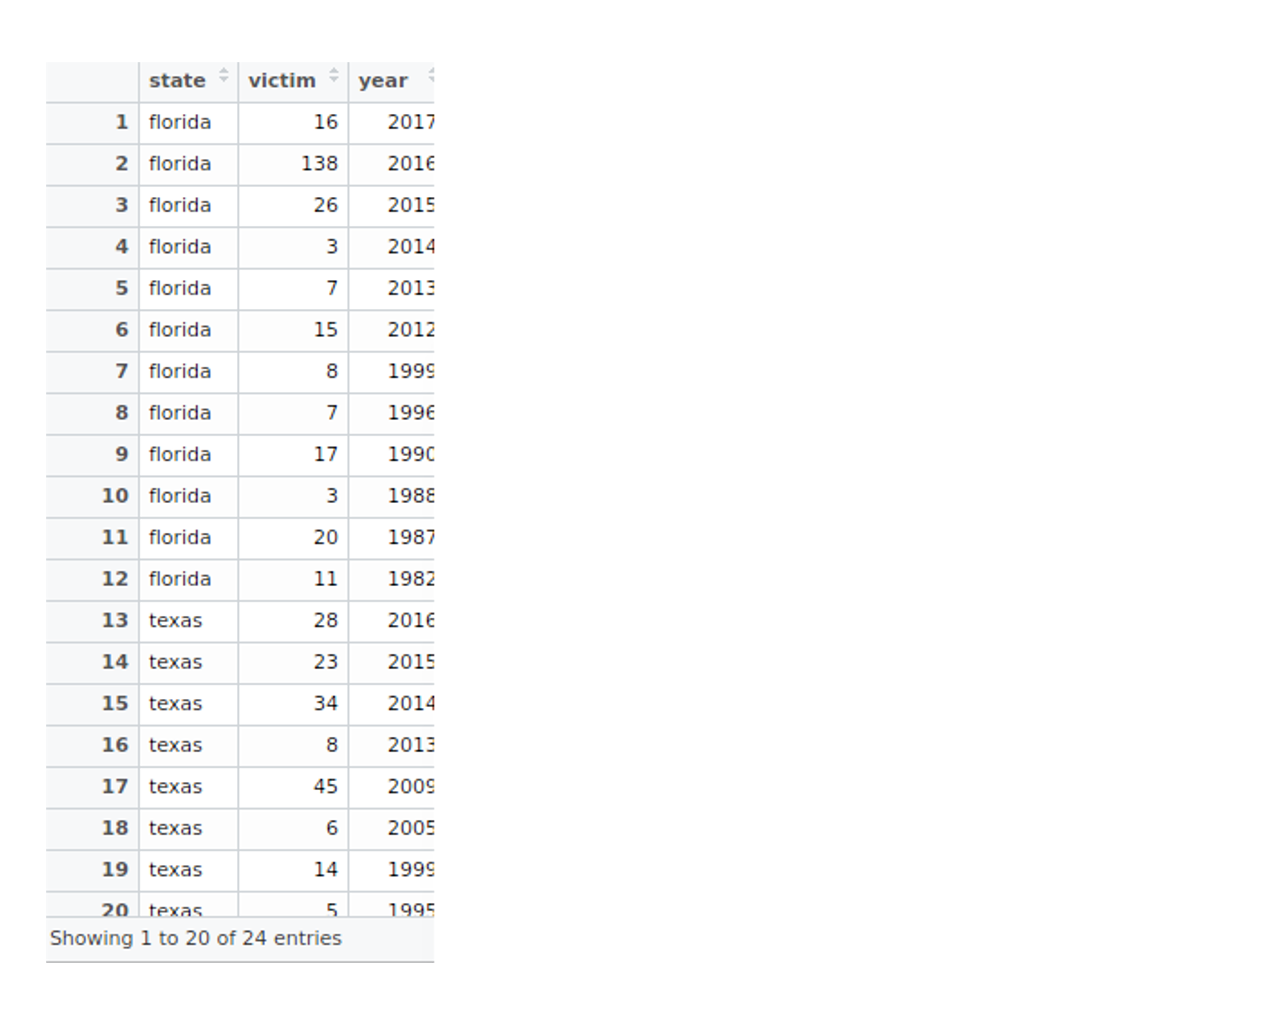 state victim year
1 florida 16 2017
2 florida 138 2016
3 florida 26 2015
4 florida 3 2014
5 florida 7 2013
6 florida 15 2012
7 florida 8 1999
8 florida 7 1996
9 florida 17 1990
10 florida 3 1988
11 florida 20 1987
12 florida 11 1982
13 texas 28 2016
14 texas 23 2015
15 texas 34 2014
16 texas 8 2013
17 texas 45 2009
18 texas 6 2005
19 texas 14 1999
20 texas 5 1995
Showing 1 to 20 of 24 entries